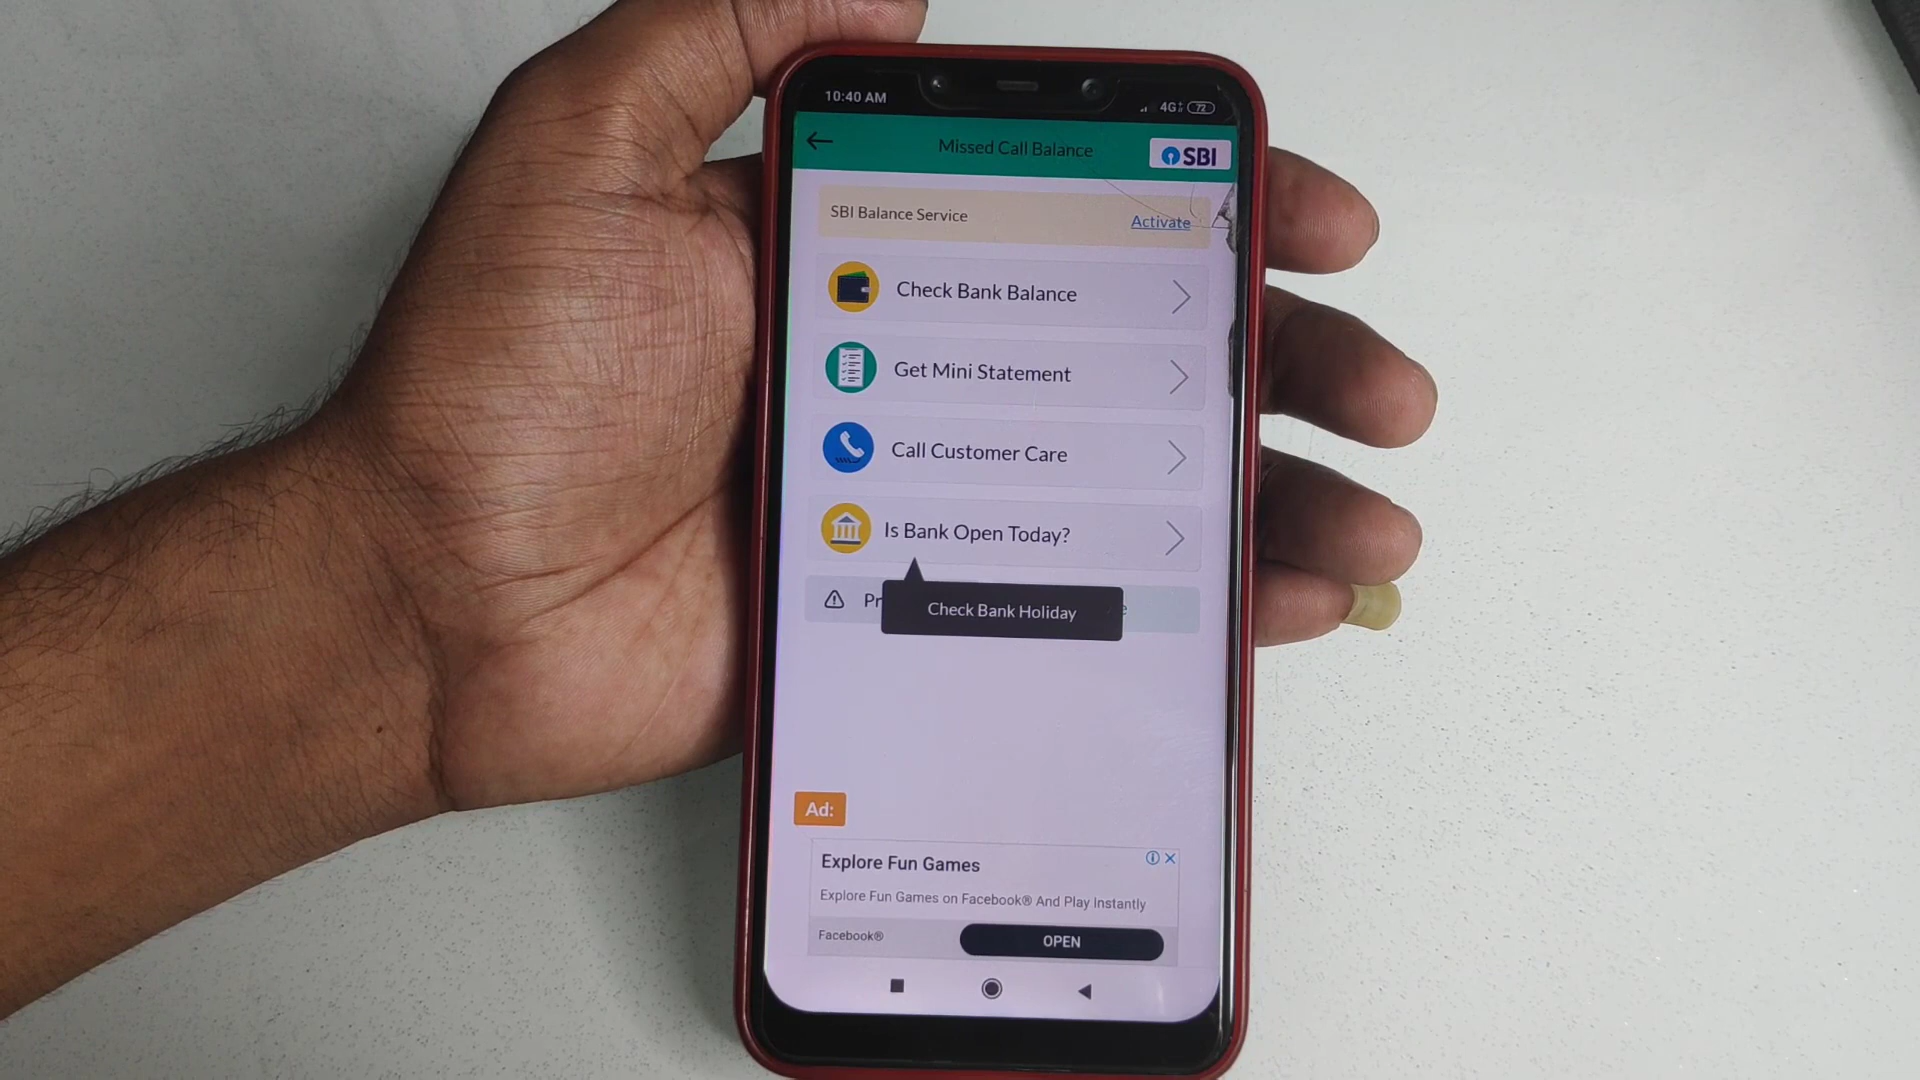 10:40 AM
4G
72
Missed Call Balance
SBI
SBI Balance Service
Activate
Check Bank Balance
Get Mini Statement
Call Customer Care
Is Bank Open Today?
Check Bank Holiday
Ad:
Explore Fun Games
Explore Fun Games on Facebook® And Play Instantly
Facebook®
OPEN